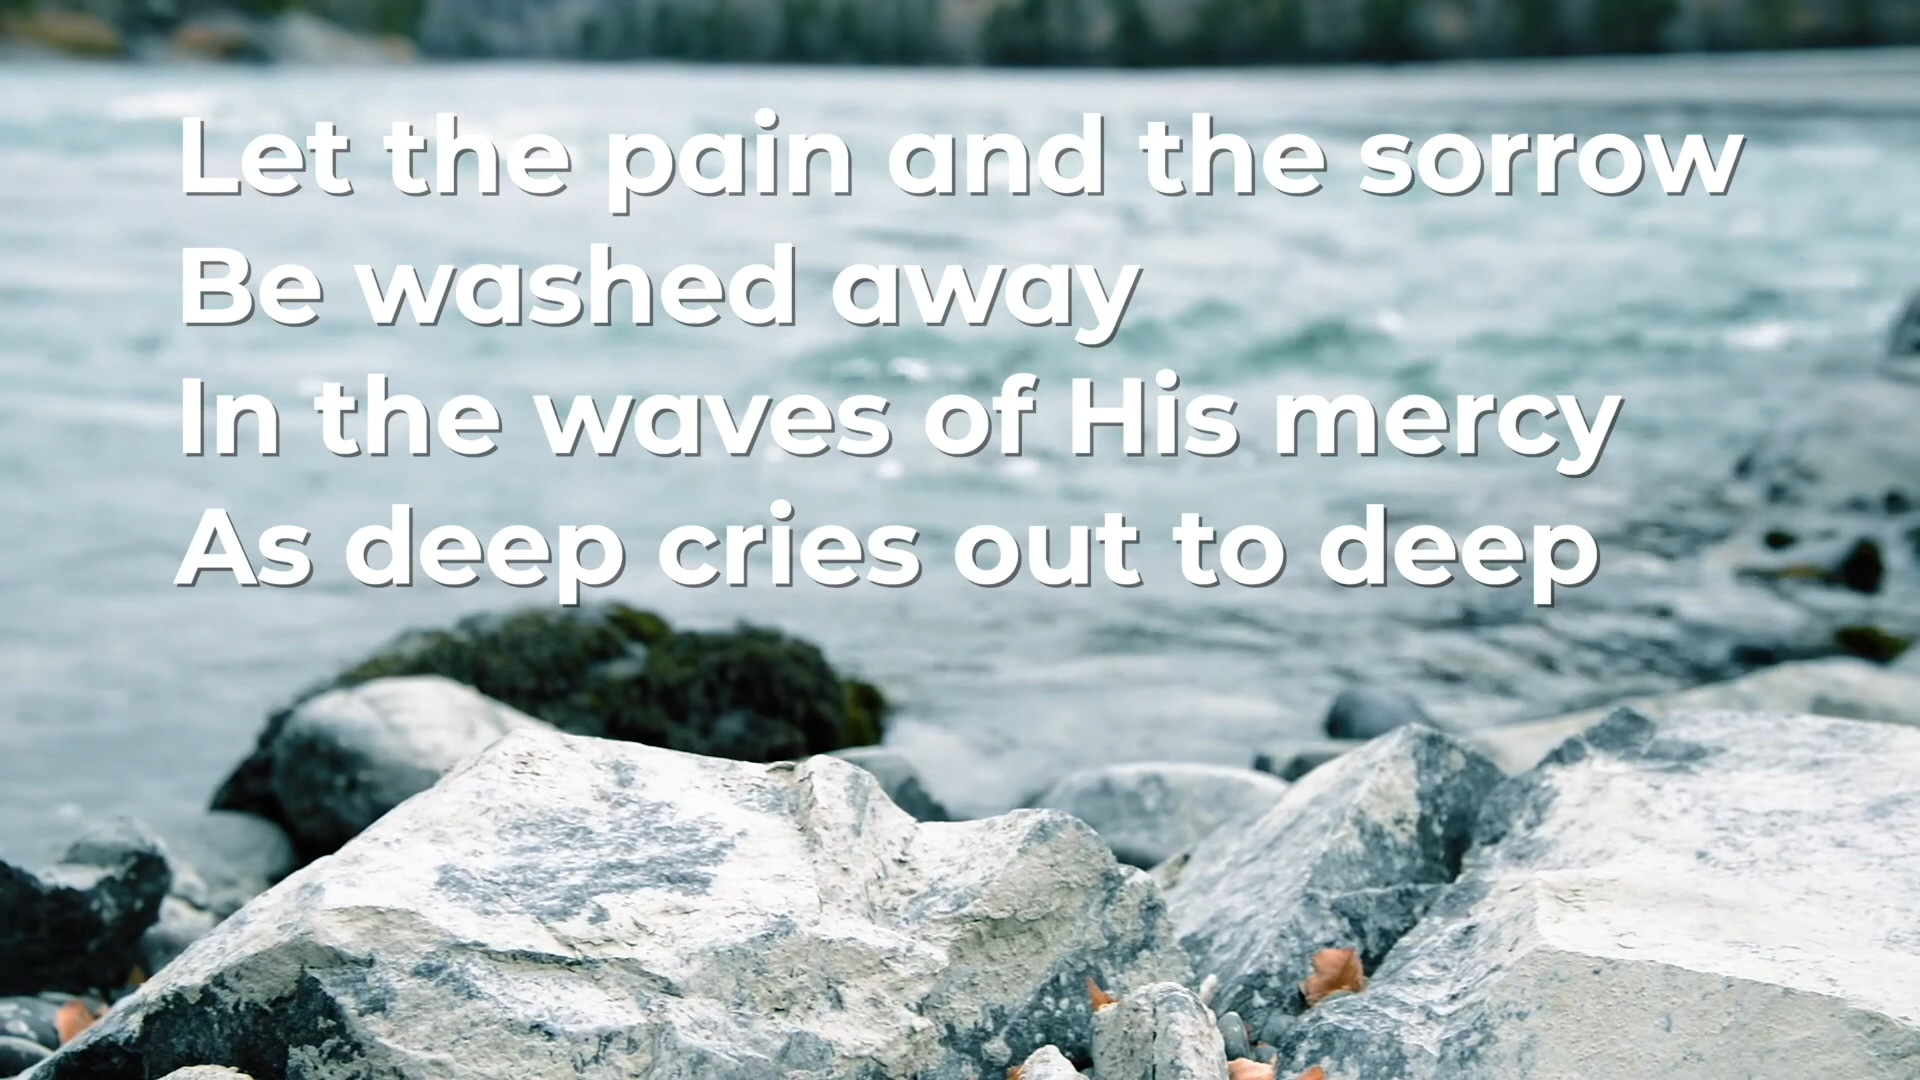 Let the pain and the sorrow
Be washed away
In the waves of His mercy
As deep cries out to deep